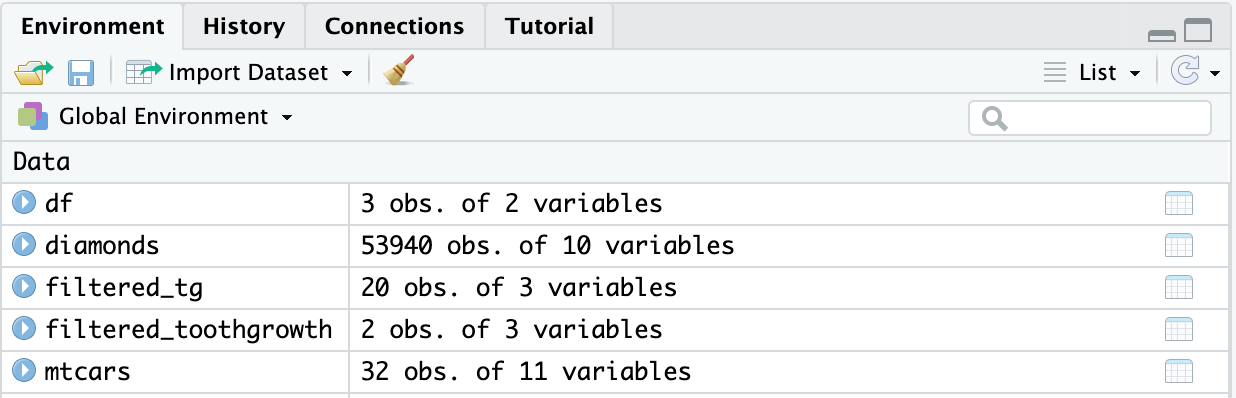 Environment History Connections Tutorial
Import Dataset List
Global Environment
Data
df 3 obs. of 2 variables
diamonds 53940 obs. of 10 variables
filtered_tg 20 obs. of 3 variables
filtered_toothgrowth 2 obs. of 3 variables
mtcars 32 obs. of 11 variables